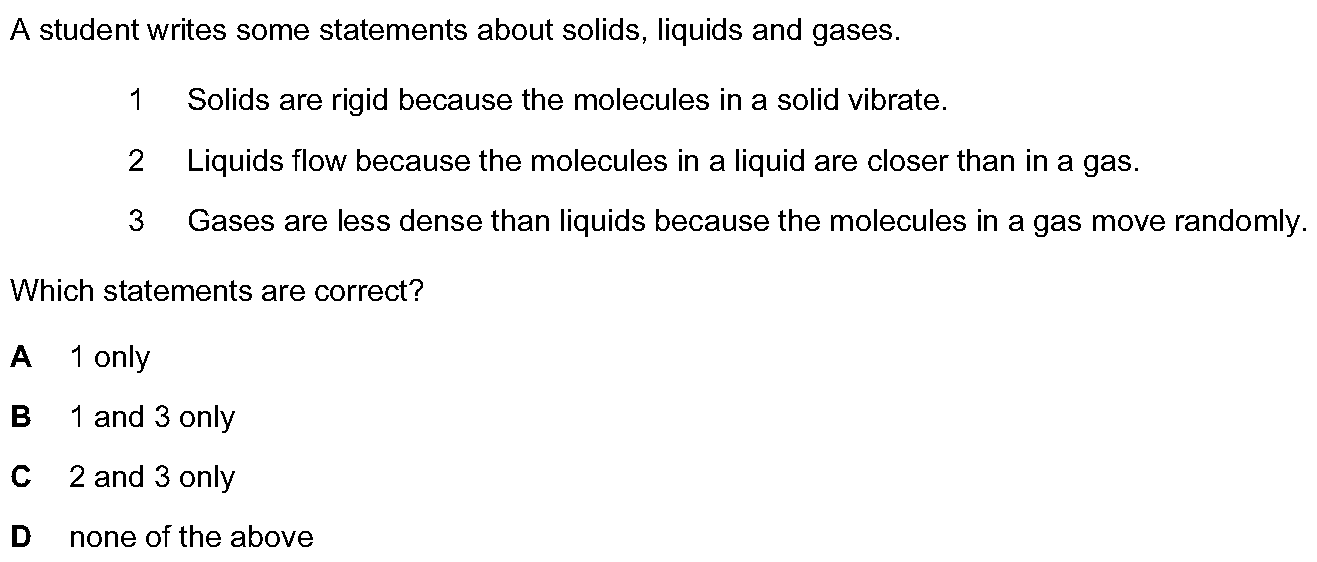 A student writes some statements about solids, liquids and gases.
1 Solids are rigid because the molecules in a solid vibrate.
2 Liquids flow because the molecules in a liquid are closer than in a gas.
3 Gases are less dense than liquids because the molecules in a gas move randomly.
Which statements are correct?
A 1 only
B 1 and 3 only
C 2 and 3 only
D none of the above